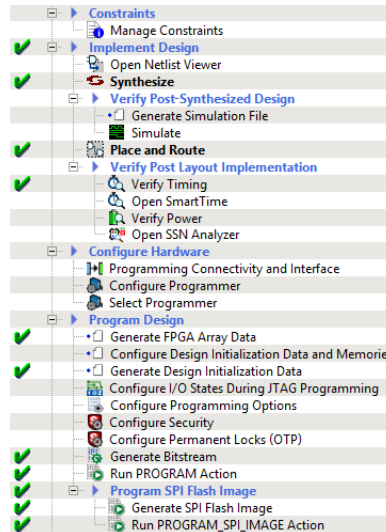 Constraints
Manage Constraints
Implement Design
Open Netlist Viewer
Synthesize
Verify Post-Synthesized Design
Generate Simulation File
Simulate
Place and Route
Verify Post Layout Implementation
Verify Timing
Open SmartTime
Verify Power
Open SSN Analyzer
Configure Hardware
Programming Connectivity and Interface
Configure Programmer
Select Programmer
Program Design
Generate FPGA Array Data
Configure Design Initialization Data and Memorie
Generate Design Initialization Data
Configure I/O States During JTAG Programming
Configure Programming Options
Configure Security
Configure Permanent Locks (OTP)
Generate Bitstream
Run PROGRAM Action
Program SPI Flash Image
Generate SPI Flash Image
Run PROGRAM_SPI_IMAGE Action